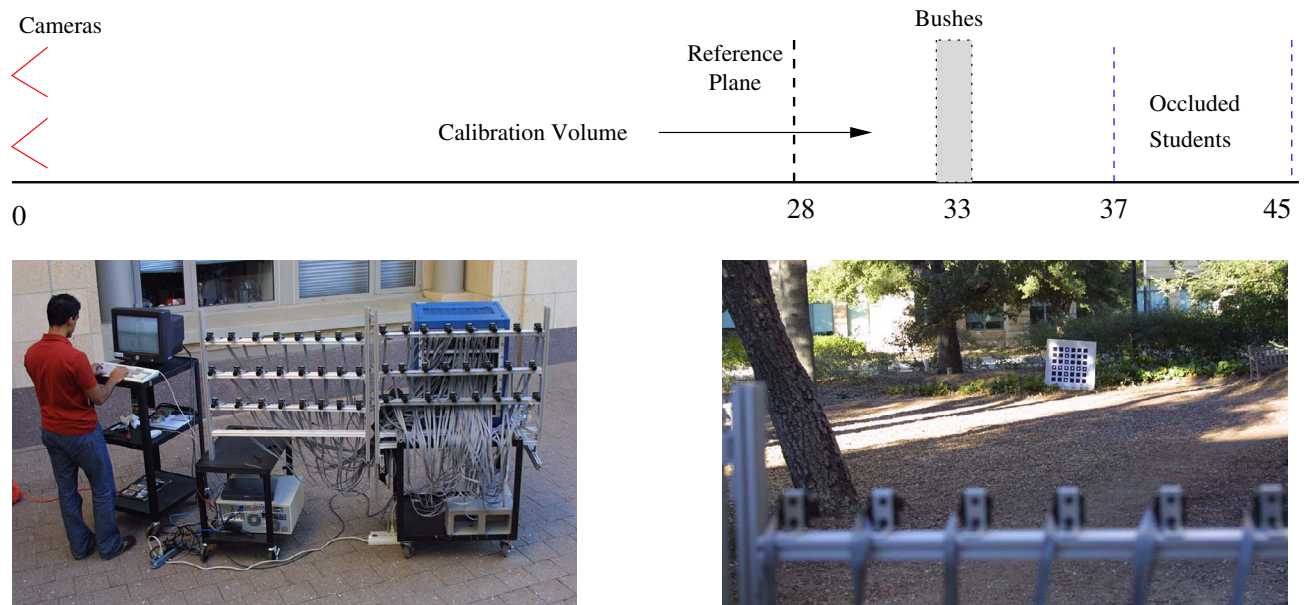 Cameras
Bushes
Reference
Plane
Calibration Volume
Occluded
Students
0
28
33
37
45